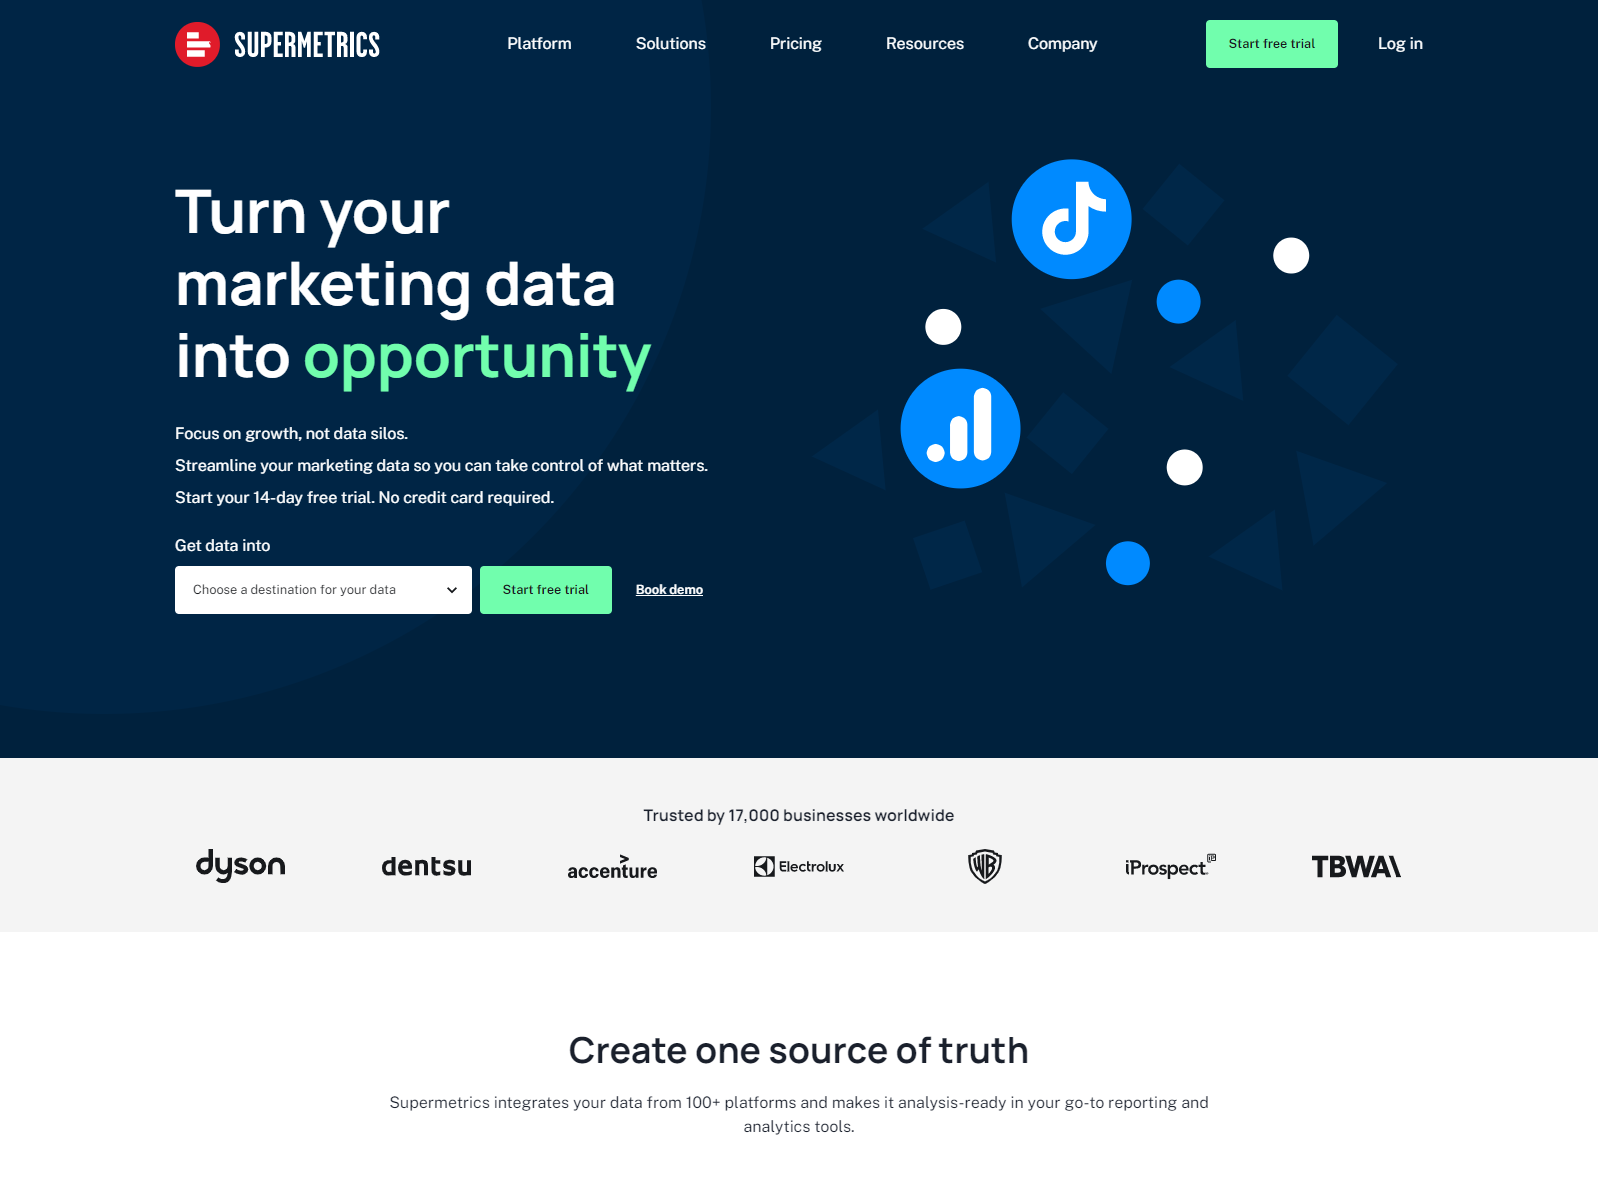 SUPERMETRICS
Platform
Solutions
Pricing
Resources
Company
Start free trial
Log in
Turn your
marketing data
into opportunity
Focus on growth, not data silos.
Streamline your marketing data so you can take control of what matters.
Start your 14-day free trial. No credit card required.
Get data into
Choose a destination for your data
Start free trial
Book demo
Trusted by 17,000 businesses worldwide
dyson
dentsu
accenture
Electrolux
WB
iProspect
TBWA\
Create one source of truth
Supermetrics integrates your data from 100+ platforms and makes it analysis-ready in your go-to reporting and
analytics tools.